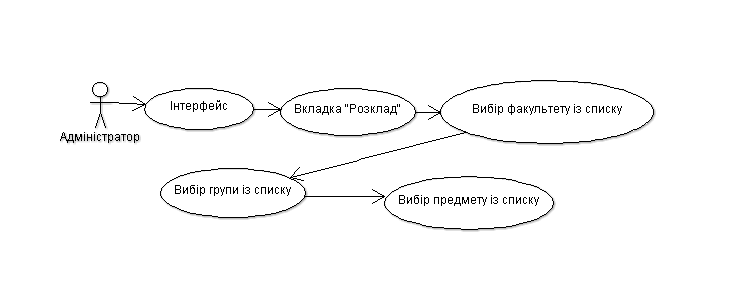 Адміністратор
Інтерфейс
Вкладка "Розклад"
Вибір факультету із списку
Вибір групи із списку
Вибір предмету із списку